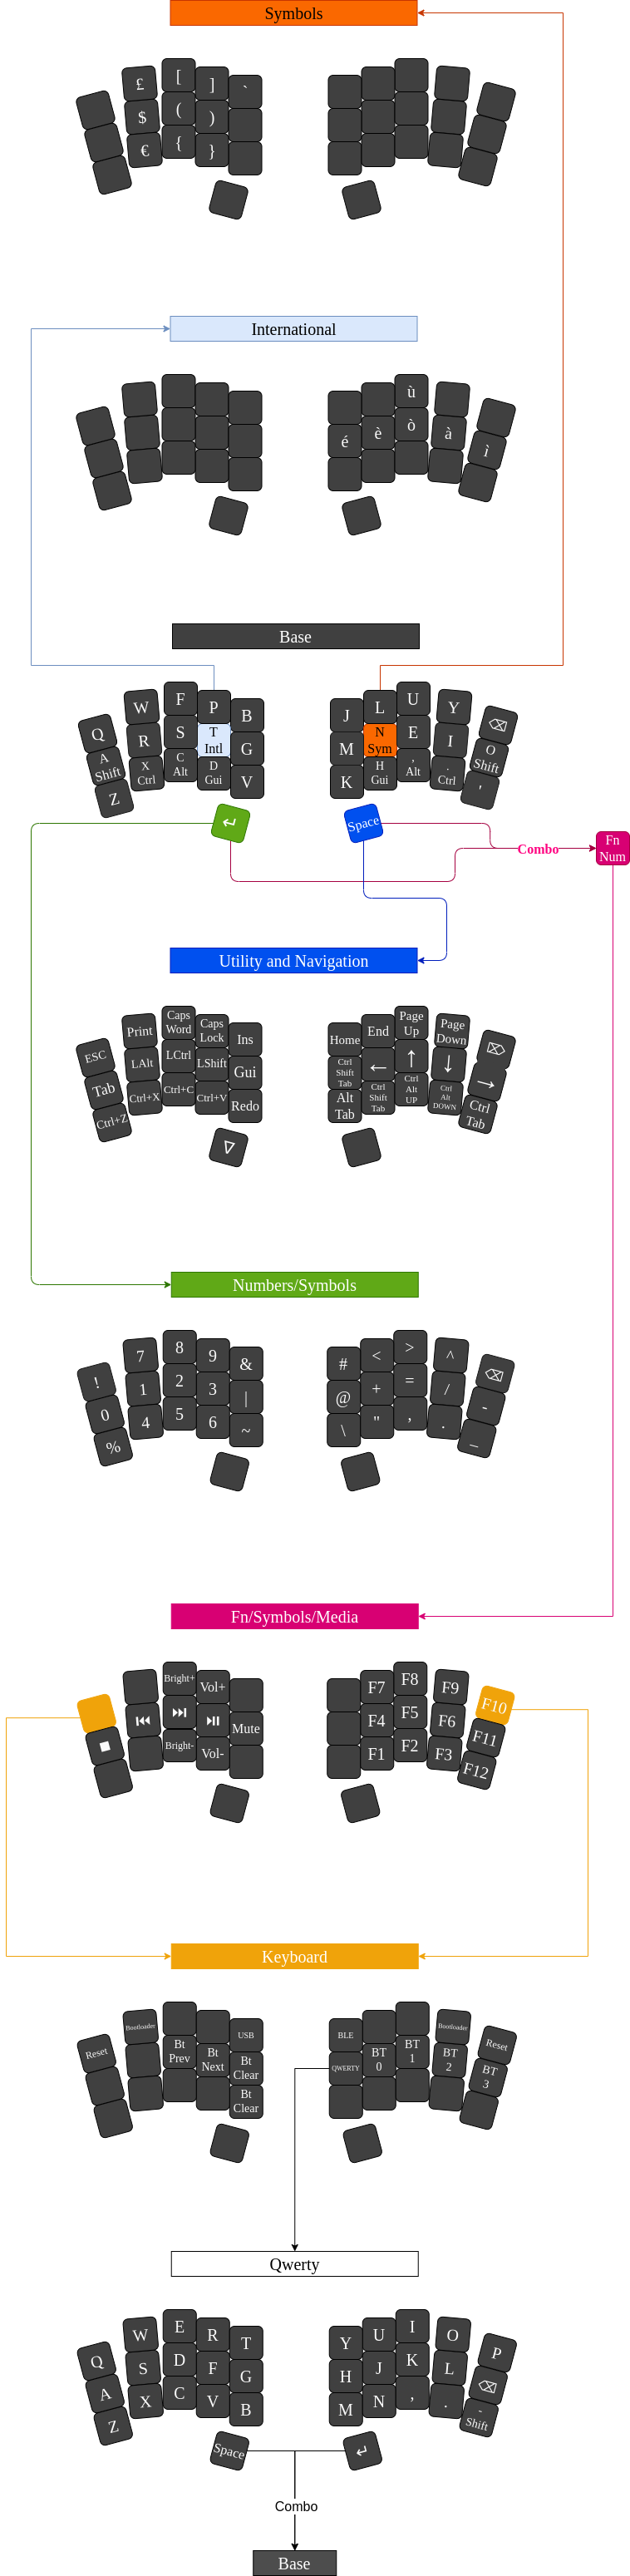 Symbols
£ [ ] `
$ ( )
€ { }
International
ù
é è ò à ì
Base
Q W F P B J L U Y ⌫
A Shift R S T Intl G M N Sym E I O Shift
Z X Ctrl C Alt D Gui V K H Gui , Alt . Ctrl '
↵ Space
Combo
Fn Num
Utility and Navigation
ESC Print Caps Word Caps Lock Ins Home End Page Up Page Down ⌦
Tab LAlt LCtrl LShift Gui Ctrl Shift Tab ← ↑ ↓ →
Ctrl+Z Ctrl+X Ctrl+C Ctrl+V Redo Alt Tab Ctrl Shift Tab Ctrl Alt UP Ctrl Alt DOWN Ctrl Tab
∇
Numbers/Symbols
! 7 8 9 & # < > ^ ⌫
0 1 2 3 | @ + = / -
% 4 5 6 ~ \ " , . _
Fn/Symbols/Media
Bright+ Vol+ F7 F8 F9 F10
⏹ ⏮ ⏭ ⏯ Mute F4 F5 F6 F11
Bright- Vol- F1 F2 F3 F12
Keyboard
Reset Bootloader USB BLE Bootloader Reset
Bt Prev Bt Next Bt Clear QWERTY BT 0 BT 1 BT 2 BT 3
Bt Clear
Qwerty
Q W E R T Y U I O P
A S D F G H J K L ⌫
Z X C V B M N , . - Shift
Space ↵
Combo
Base